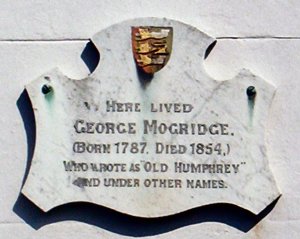 HERE LIVED
GEORGE MOGRIDGE.
(BORN 1787. DIED 1854,)
WHO WROTE AS "OLD HUMPHREY"
AND UNDER OTHER NAMES.